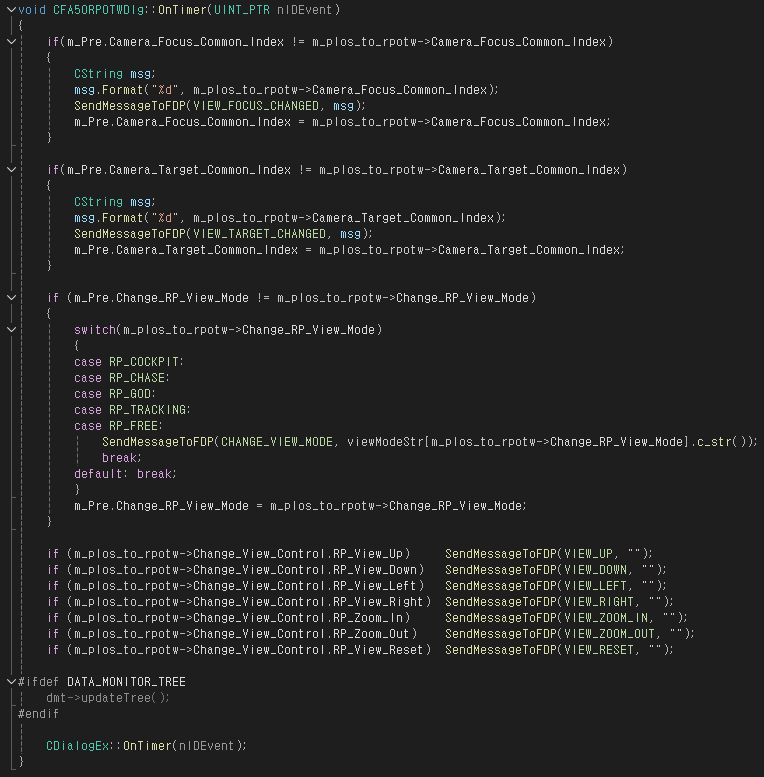 void CFA50RPOTWDlg::OnTimer(UINT_PTR nIDEvent)
{
if(m_Pre.Camera_Focus_Common_Index != m_plos_to_rpotw->Camera_Focus_Common_Index)
{
CString msg;
msg.Format("%d", m_plos_to_rpotw->Camera_Focus_Common_Index);
SendMessageToFDP(VIEW_FOCUS_CHANGED, msg);
m_Pre.Camera_Focus_Common_Index = m_plos_to_rpotw->Camera_Focus_Common_Index;
}
if(m_Pre.Camera_Target_Common_Index != m_plos_to_rpotw->Camera_Target_Common_Index)
{
CString msg;
msg.Format("%d", m_plos_to_rpotw->Camera_Target_Common_Index);
SendMessageToFDP(VIEW_TARGET_CHANGED, msg);
m_Pre.Camera_Target_Common_Index = m_plos_to_rpotw->Camera_Target_Common_Index;
}
if (m_Pre.Change_RP_View_Mode != m_plos_to_rpotw->Change_RP_View_Mode)
{
switch(m_plos_to_rpotw->Change_RP_View_Mode)
{
case RP_COCKPIT:
case RP_CHASE:
case RP_GOD:
case RP_TRACKING:
case RP_FREE:
SendMessageToFDP(CHANGE_VIEW_MODE, viewModeStr[m_plos_to_rpotw->Change_RP_View_Mode].c_str());
break;
default: break;
}
m_Pre.Change_RP_View_Mode = m_plos_to_rpotw->Change_RP_View_Mode;
}
if (m_plos_to_rpotw->Change_View_Control.RP_View_Up) SendMessageToFDP(VIEW_UP, "");
if (m_plos_to_rpotw->Change_View_Control.RP_View_Down) SendMessageToFDP(VIEW_DOWN, "");
if (m_plos_to_rpotw->Change_View_Control.RP_View_Left) SendMessageToFDP(VIEW_LEFT, "");
if (m_plos_to_rpotw->Change_View_Control.RP_View_Right) SendMessageToFDP(VIEW_RIGHT, "");
if (m_plos_to_rpotw->Change_View_Control.RP_Zoom_In) SendMessageToFDP(VIEW_ZOOM_IN, "");
if (m_plos_to_rpotw->Change_View_Control.RP_Zoom_Out) SendMessageToFDP(VIEW_ZOOM_OUT, "");
if (m_plos_to_rpotw->Change_View_Control.RP_View_Reset) SendMessageToFDP(VIEW_RESET, "");
#ifdef DATA_MONITOR_TREE
dmt->updateTree();
#endif
CDialogEx::OnTimer(nIDEvent);
}